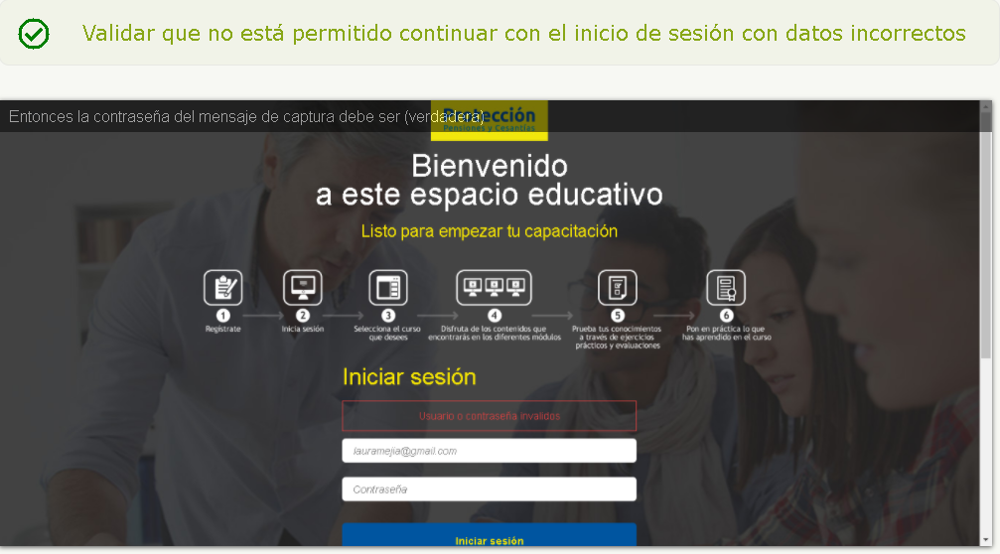 Validar que no está permitido continuar con el inicio de sesión con datos incorrectos
Entonces la contraseña del mensaje de captura debe ser (verdadera)
Protección
Pensiones y Cesantías
Bienvenido
a este espacio educativo
Listo para empezar tu capacitación
1 2 3 4 5 6
Regístrate
Inicia sesión
Selecciona el curso
que desees
Disfruta de los contenidos que
encontrarás en los diferentes módulos
Prueba tus conocimientos
a través de ejercicios
prácticos y evaluaciones
Pon en práctica lo que
has aprendido en el curso
Iniciar sesión
Usuario o contraseña invalidos
lauramejia@gmail.com
Contraseña
Iniciar sesión